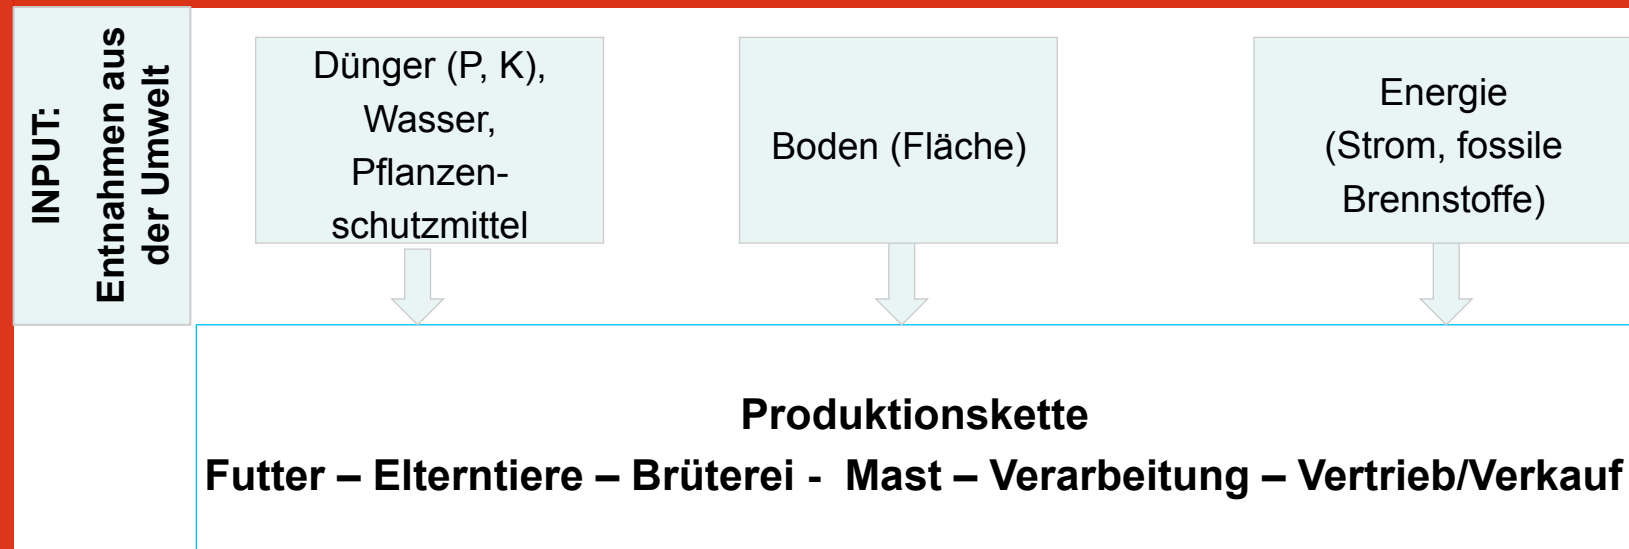 INPUT:
Entnahmen aus
der Umwelt
Dünger (P, K),
Wasser,
Pflanzen-
schutzmittel
Boden (Fläche)
Energie
(Strom, fossile
Brennstoffe)
Produktionskette
Futter – Elterntiere – Brüterei - Mast – Verarbeitung – Vertrieb/Verkauf